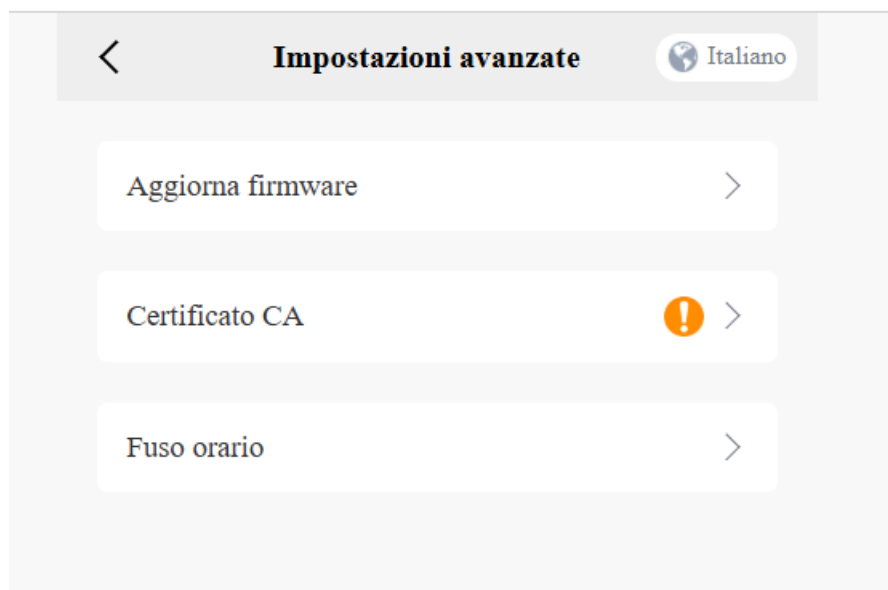 Impostazioni avanzate
Italiano
Aggiorna firmware
Certificato CA
Fuso orario